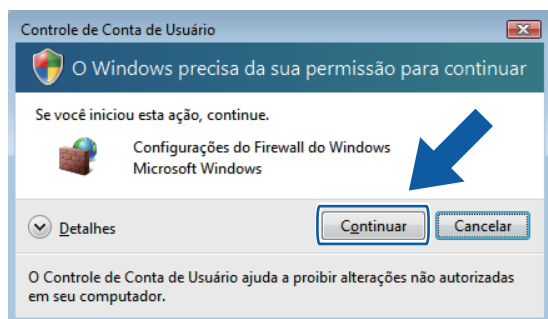 Controle de Conta de Usuário
O Windows precisa da sua permissão para continuar
Se você iniciou esta ação, continue.
Configurações do Firewall do Windows
Microsoft Windows
Detalhes
Continuar
Cancelar
O Controle de Conta de Usuário ajuda a proibir alterações não autorizadas
em seu computador.